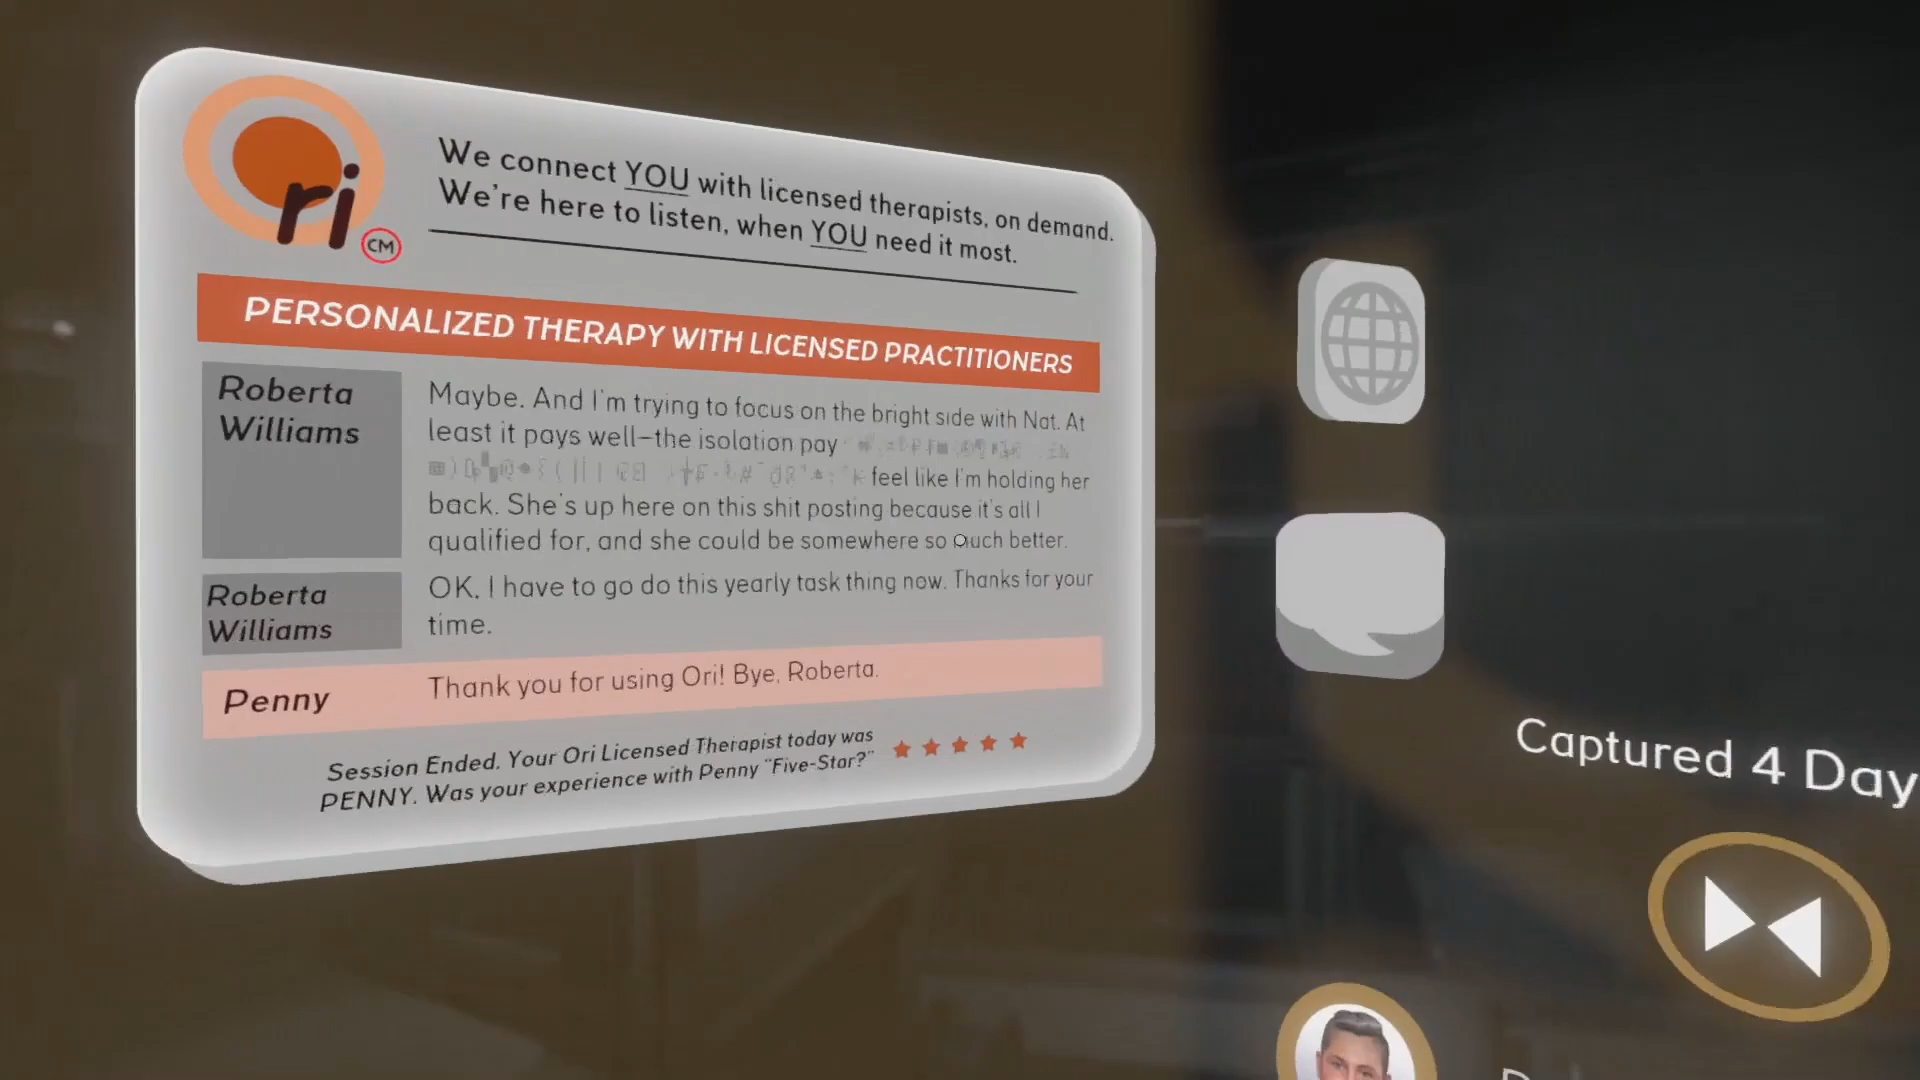 Ori
CM
We connect YOU with licensed therapists, on demand.
We're here to listen, when YOU need it most.
PERSONALIZED THERAPY WITH LICENSED PRACTITIONERS
Roberta
Williams
Maybe. And I'm trying to focus on the bright side with Nat. At
least it pays well—the isolation pay
feel like I'm holding her
back. She's up here on this shit posting because it's all I
qualified for, and she could be somewhere so much better.
Roberta
Williams
OK, I have to go do this yearly task thing now. Thanks for your
time.
Penny
Thank you for using Ori! Bye, Roberta.
Session Ended. Your Ori Licensed Therapist today was
PENNY. Was your experience with Penny "Five-Star?"
Captured 4 Day